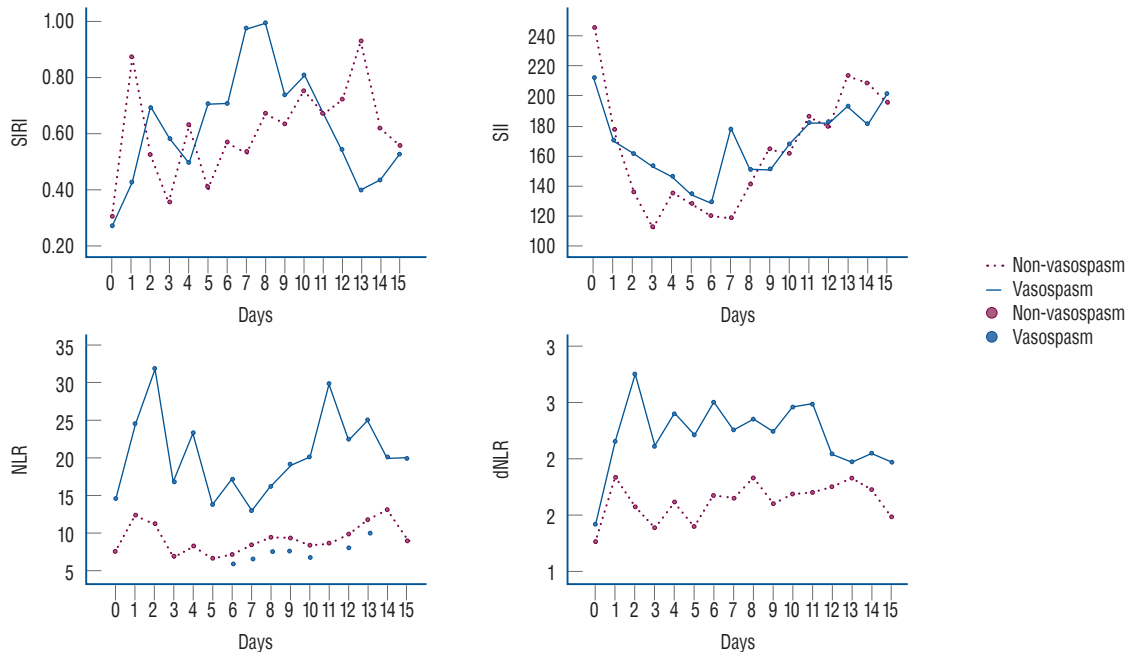 1.00
0.80
0.60
0.40
0.20
SIRI
0 1 2 3 4 5 6 7 8 9 10 11 12 13 14 15
Days
240
220
200
180
160
140
120
100
SII
0 1 2 3 4 5 6 7 8 9 10 11 12 13 14 15
Days
Non-vasospasm
Vasospasm
Non-vasospasm
Vasospasm
35
30
25
20
15
10
5
NLR
0 1 2 3 4 5 6 7 8 9 10 11 12 13 14 15
Days
3
3
2
2
1
dNLR
0 1 2 3 4 5 6 7 8 9 10 11 12 13 14 15
Days